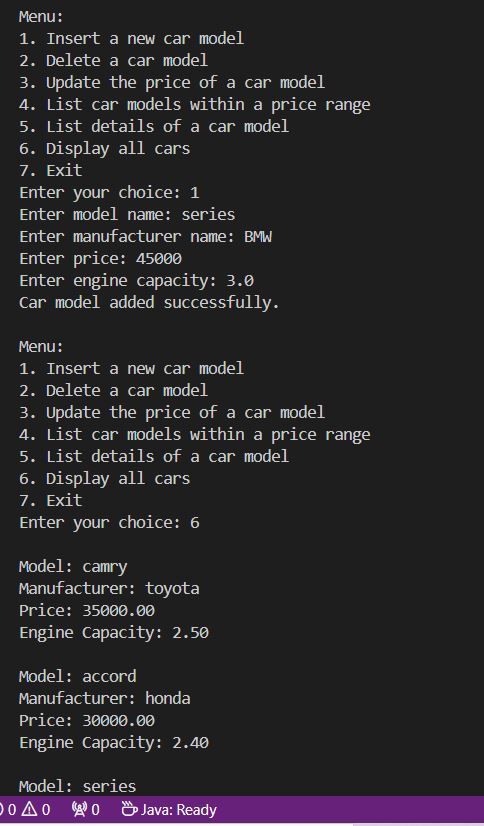 Menu:
1. Insert a new car model
2. Delete a car model
3. Update the price of a car model
4. List car models within a price range
5. List details of a car model
6. Display all cars
7. Exit
Enter your choice: 1
Enter model name: series
Enter manufacturer name: BMW
Enter price: 45000
Enter engine capacity: 3.0
Car model added successfully.
Menu:
1. Insert a new car model
2. Delete a car model
3. Update the price of a car model
4. List car models within a price range
5. List details of a car model
6. Display all cars
7. Exit
Enter your choice: 6
Model: camry
Manufacturer: toyota
Price: 35000.00
Engine Capacity: 2.50
Model: accord
Manufacturer: honda
Price: 30000.00
Engine Capacity: 2.40
Model: series
0 0 0 Java: Ready